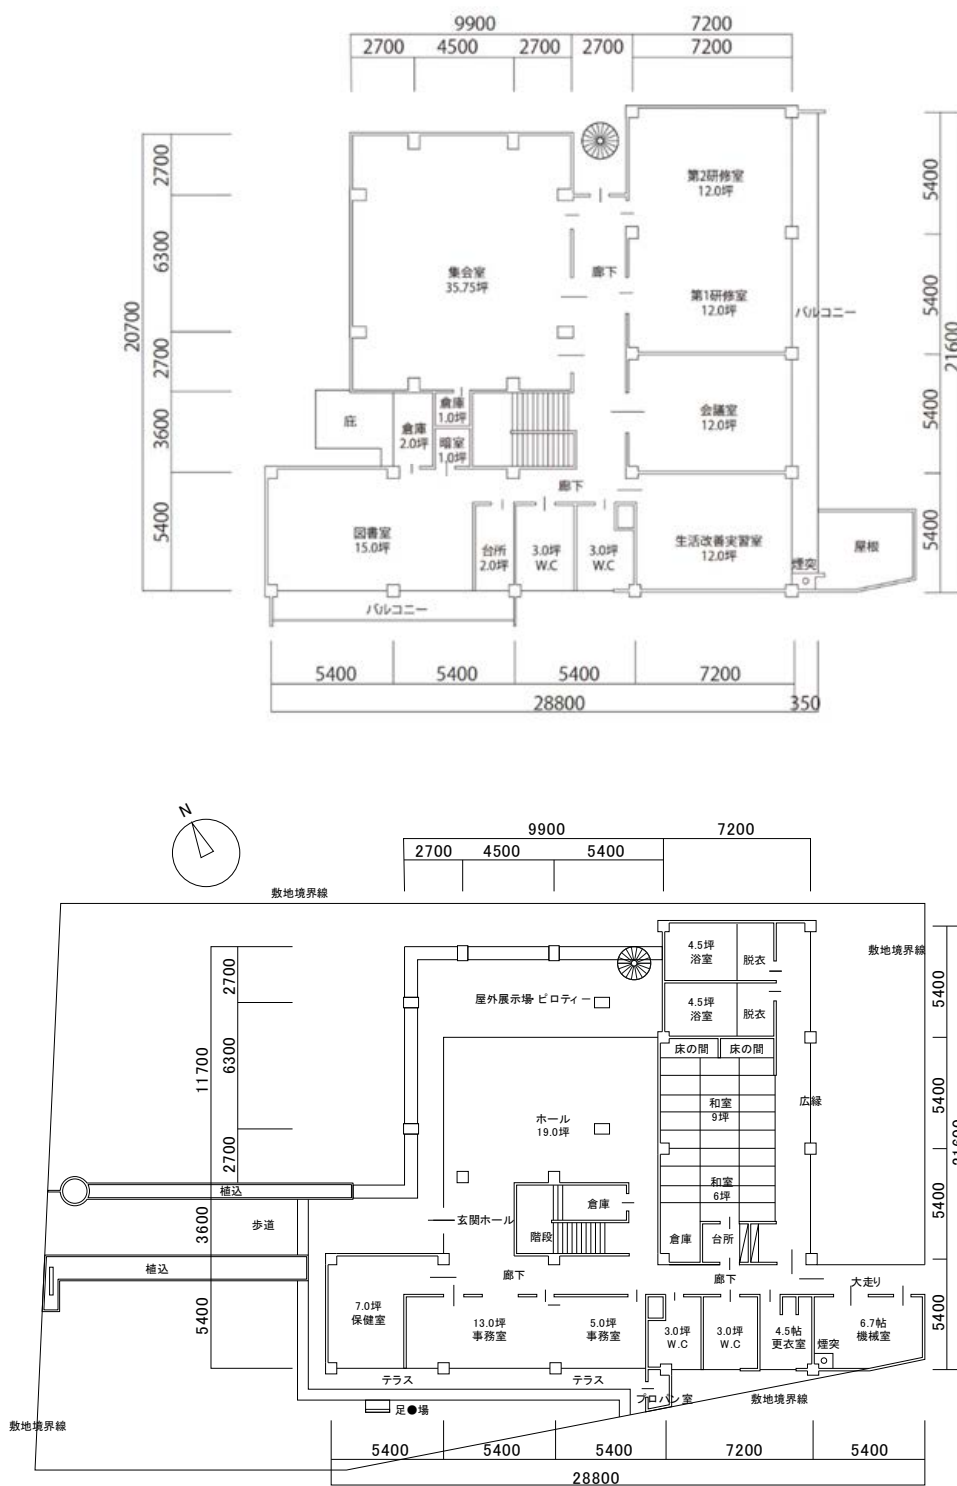 9900
7200
2700
4500
2700
2700
7200
2700
6300
2700
3600
5400
20700
第2研修室
12.0坪
集会室
35.75坪
廊下
第1研修室
12.0坪
バルコニー
5400
5400
5400
5400
21600
倉庫
1.0坪
庇
倉庫
2.0坪
暗室
1.0坪
会議室
12.0坪
廊下
図書室
15.0坪
台所
2.0坪
3.0坪
W.C
3.0坪
W.C
生活改善実習室
12.0坪
煙突
屋根
バルコニー
5400
5400
5400
7200
28800
350
N
9900
7200
2700
4500
5400
敷地境界線
敷地境界線
2700
6300
2700
11700
3600
5400
4.5坪
浴室
脱衣
屋外展示場・ピロティー
4.5坪
浴室
脱衣
床の間
床の間
和室
9坪
広縁
ホール
19.0坪
和室
6坪
5400
5400
5400
5400
21600
植込
歩道
玄関ホール
倉庫
階段
倉庫
台所
植込
廊下
廊下
犬走り
7.0坪
保健室
13.0坪
事務室
5.0坪
事務室
3.0坪
W.C
3.0坪
W.C
4.5帖
更衣室
煙突
6.7帖
機械室
テラス
テラス
プロパン室
敷地境界線
足●場
敷地境界線
5400
5400
5400
7200
5400
28800